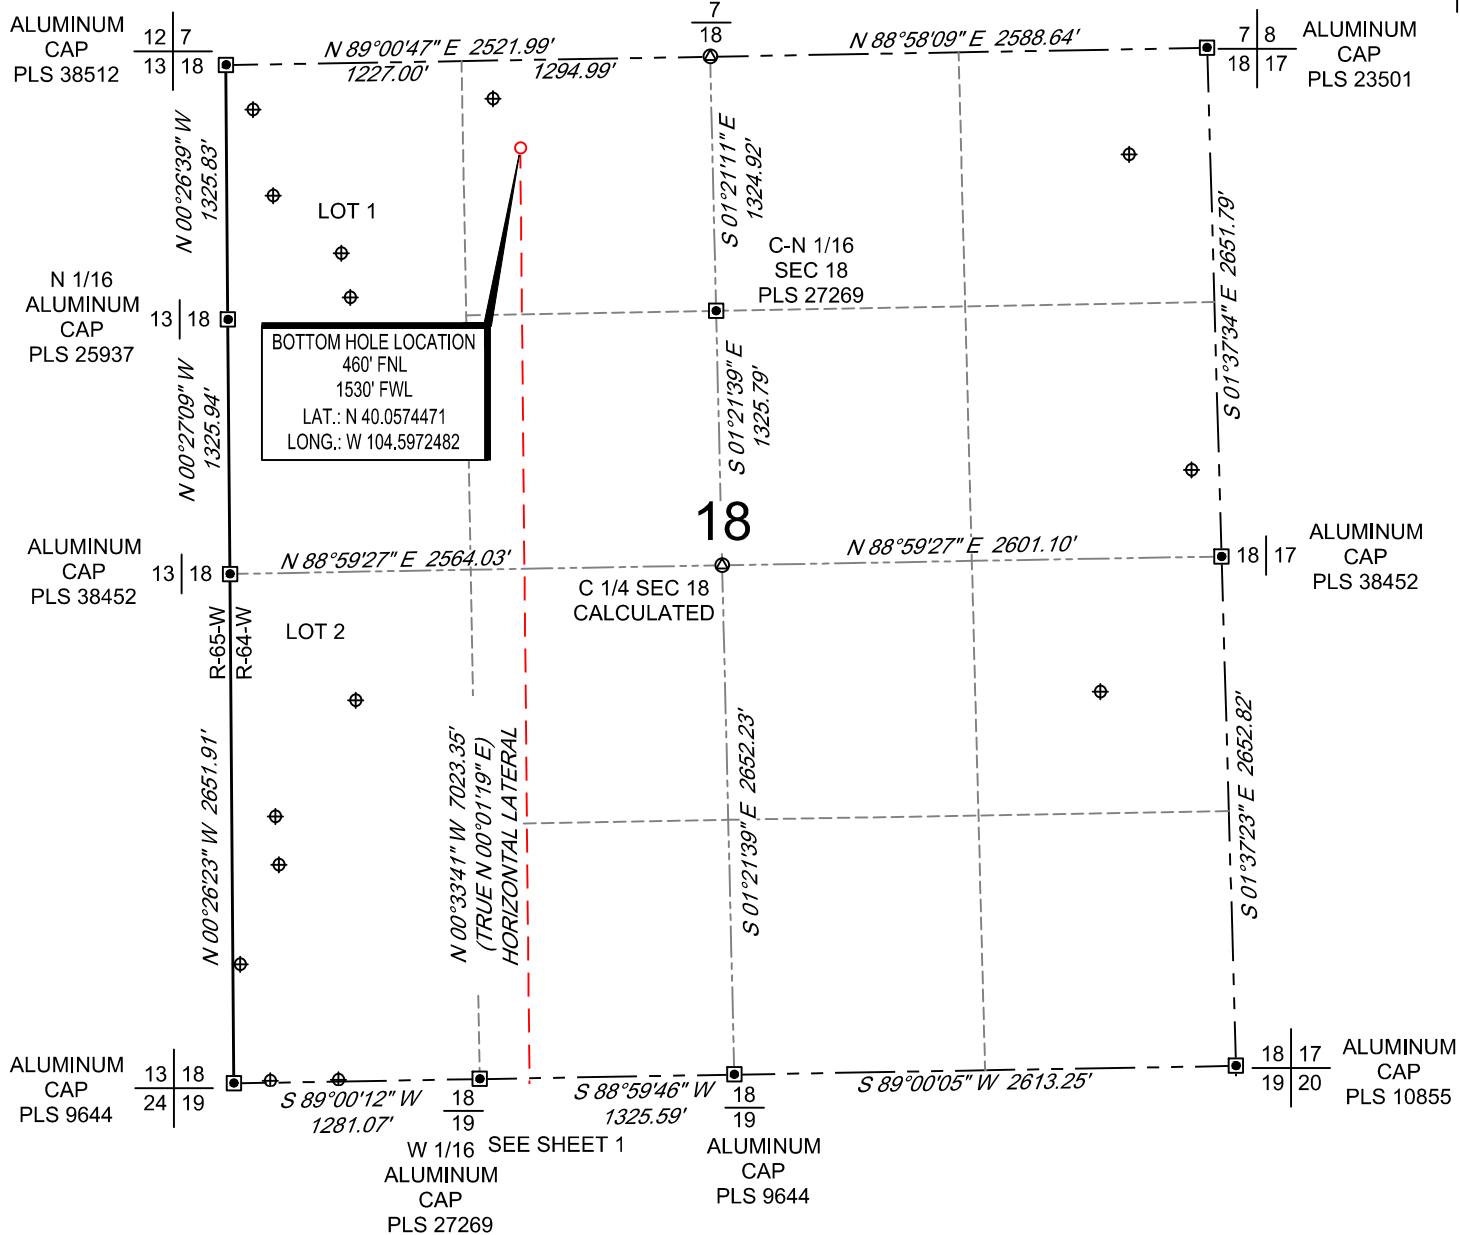 ALUMINUM
CAP
PLS 38512
12 7
13 18
N 89°00'47" E 2521.99'
1227.00'
1294.99'
7
18
N 88°58'09" E 2588.64'
7 8
18 17
ALUMINUM
CAP
PLS 23501
N 00°26'39" W
1325.83'
LOT 1
S 01°21'11" E
1324.92'
S 01°37'34" E 2651.79'
C-N 1/16
SEC 18
PLS 27269
N 1/16
ALUMINUM
CAP
PLS 25937
13 18
BOTTOM HOLE LOCATION
460' FNL
1530' FWL
LAT.: N 40.0574471
LONG.: W 104.5972482
N 00°27'09" W
1325.94'
S 01°21'39" E
1325.79'
18
ALUMINUM
CAP
PLS 38452
13 18
N 88°59'27" E 2564.03'
N 88°59'27" E 2601.10'
18 17
ALUMINUM
CAP
PLS 38452
C 1/4 SEC 18
CALCULATED
R-65-W
R-64-W
LOT 2
N 00°26'23" W 2651.91'
N 00°33'41" W 7023.35'
(TRUE N 00°01'19" E)
HORIZONTAL LATERAL
S 01°21'39" E 2652.23'
S 01°37'23" E 2652.82'
ALUMINUM
CAP
PLS 9644
13 18
24 19
S 89°00'12" W
1281.07'
18
19
W 1/16
ALUMINUM
CAP
PLS 27269
SEE SHEET 1
S 88°59'46" W
1325.59'
18
19
ALUMINUM
CAP
PLS 9644
S 89°00'05" W 2613.25'
18 17
19 20
ALUMINUM
CAP
PLS 10855